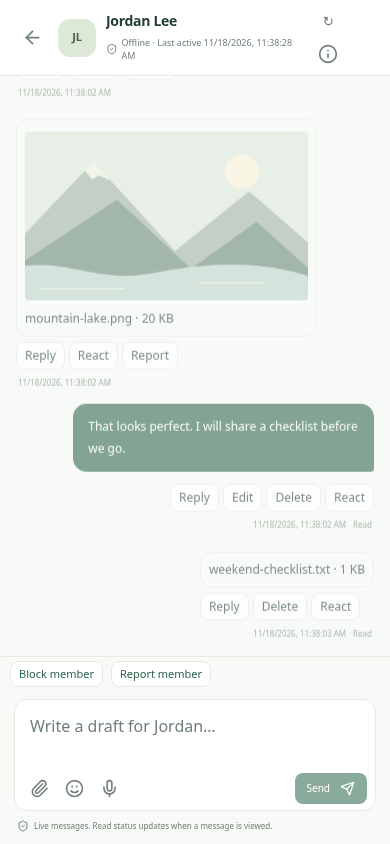 JL
Jordan Lee
Offline · Last active 11/18/2026, 11:38:28
AM
11/18/2026, 11:38:02 AM
mountain-lake.png · 20 KB
Reply React Report
11/18/2026, 11:38:02 AM
That looks perfect. I will share a checklist before
we go.
Reply Edit Delete React
11/18/2026, 11:38:02 AM Read
weekend-checklist.txt · 1 KB
Reply Delete React
11/18/2026, 11:38:03 AM Read
Block member Report member
Write a draft for Jordan...
Send
Live messages. Read status updates when a message is viewed.